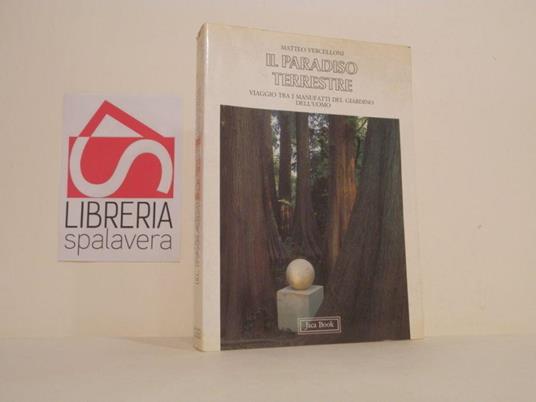 MATTEO VERCELLONI
IL PARADISO
TERRESTRE
VIAGGIO TRA I MANUFATTI DEL GIARDINO
DELL'UOMO
Jaca Book
LIBRERIA
spalavera